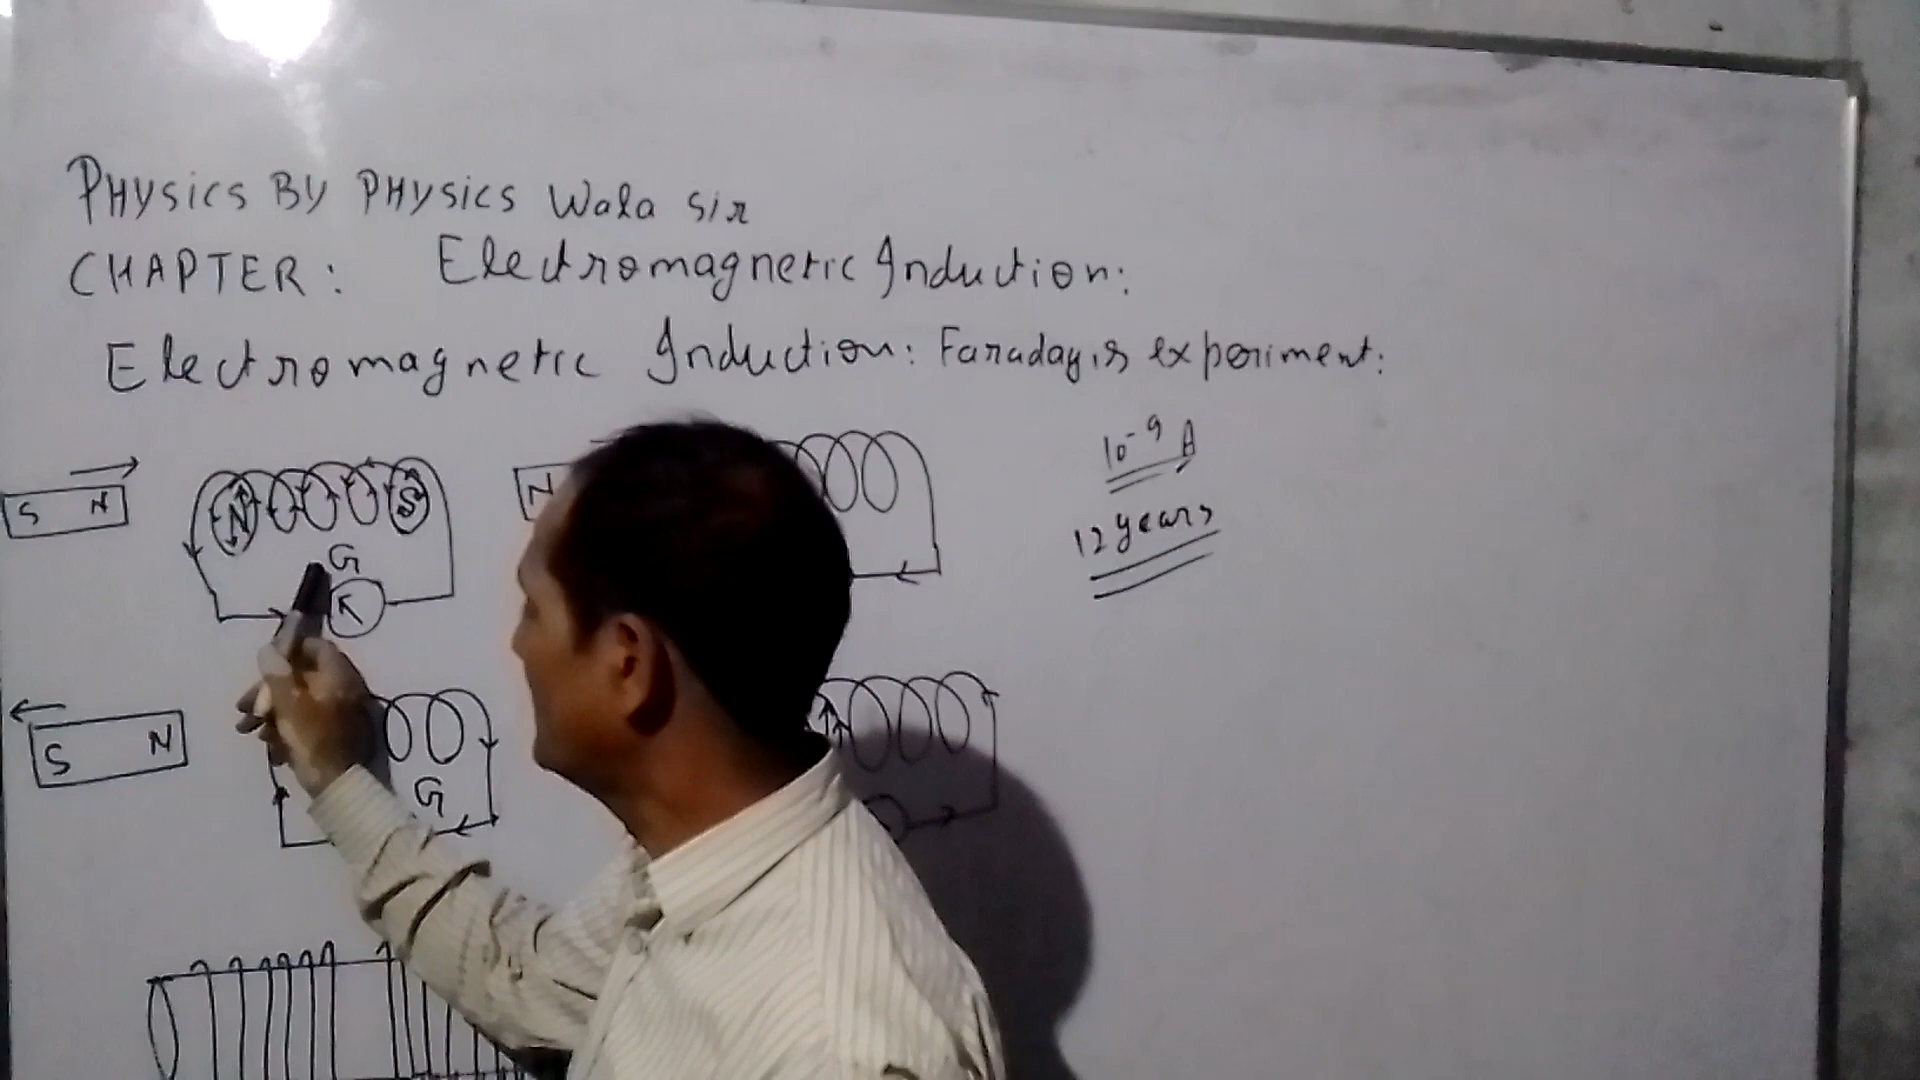 PHYSICS BY PHYSICS Wala Sir
CHAPTER: Electromagnetic Induction:
Electromagnetic Induction: Faraday's experiment:
10⁻⁹ A
12 years
S N
N S
G
N
S N
G